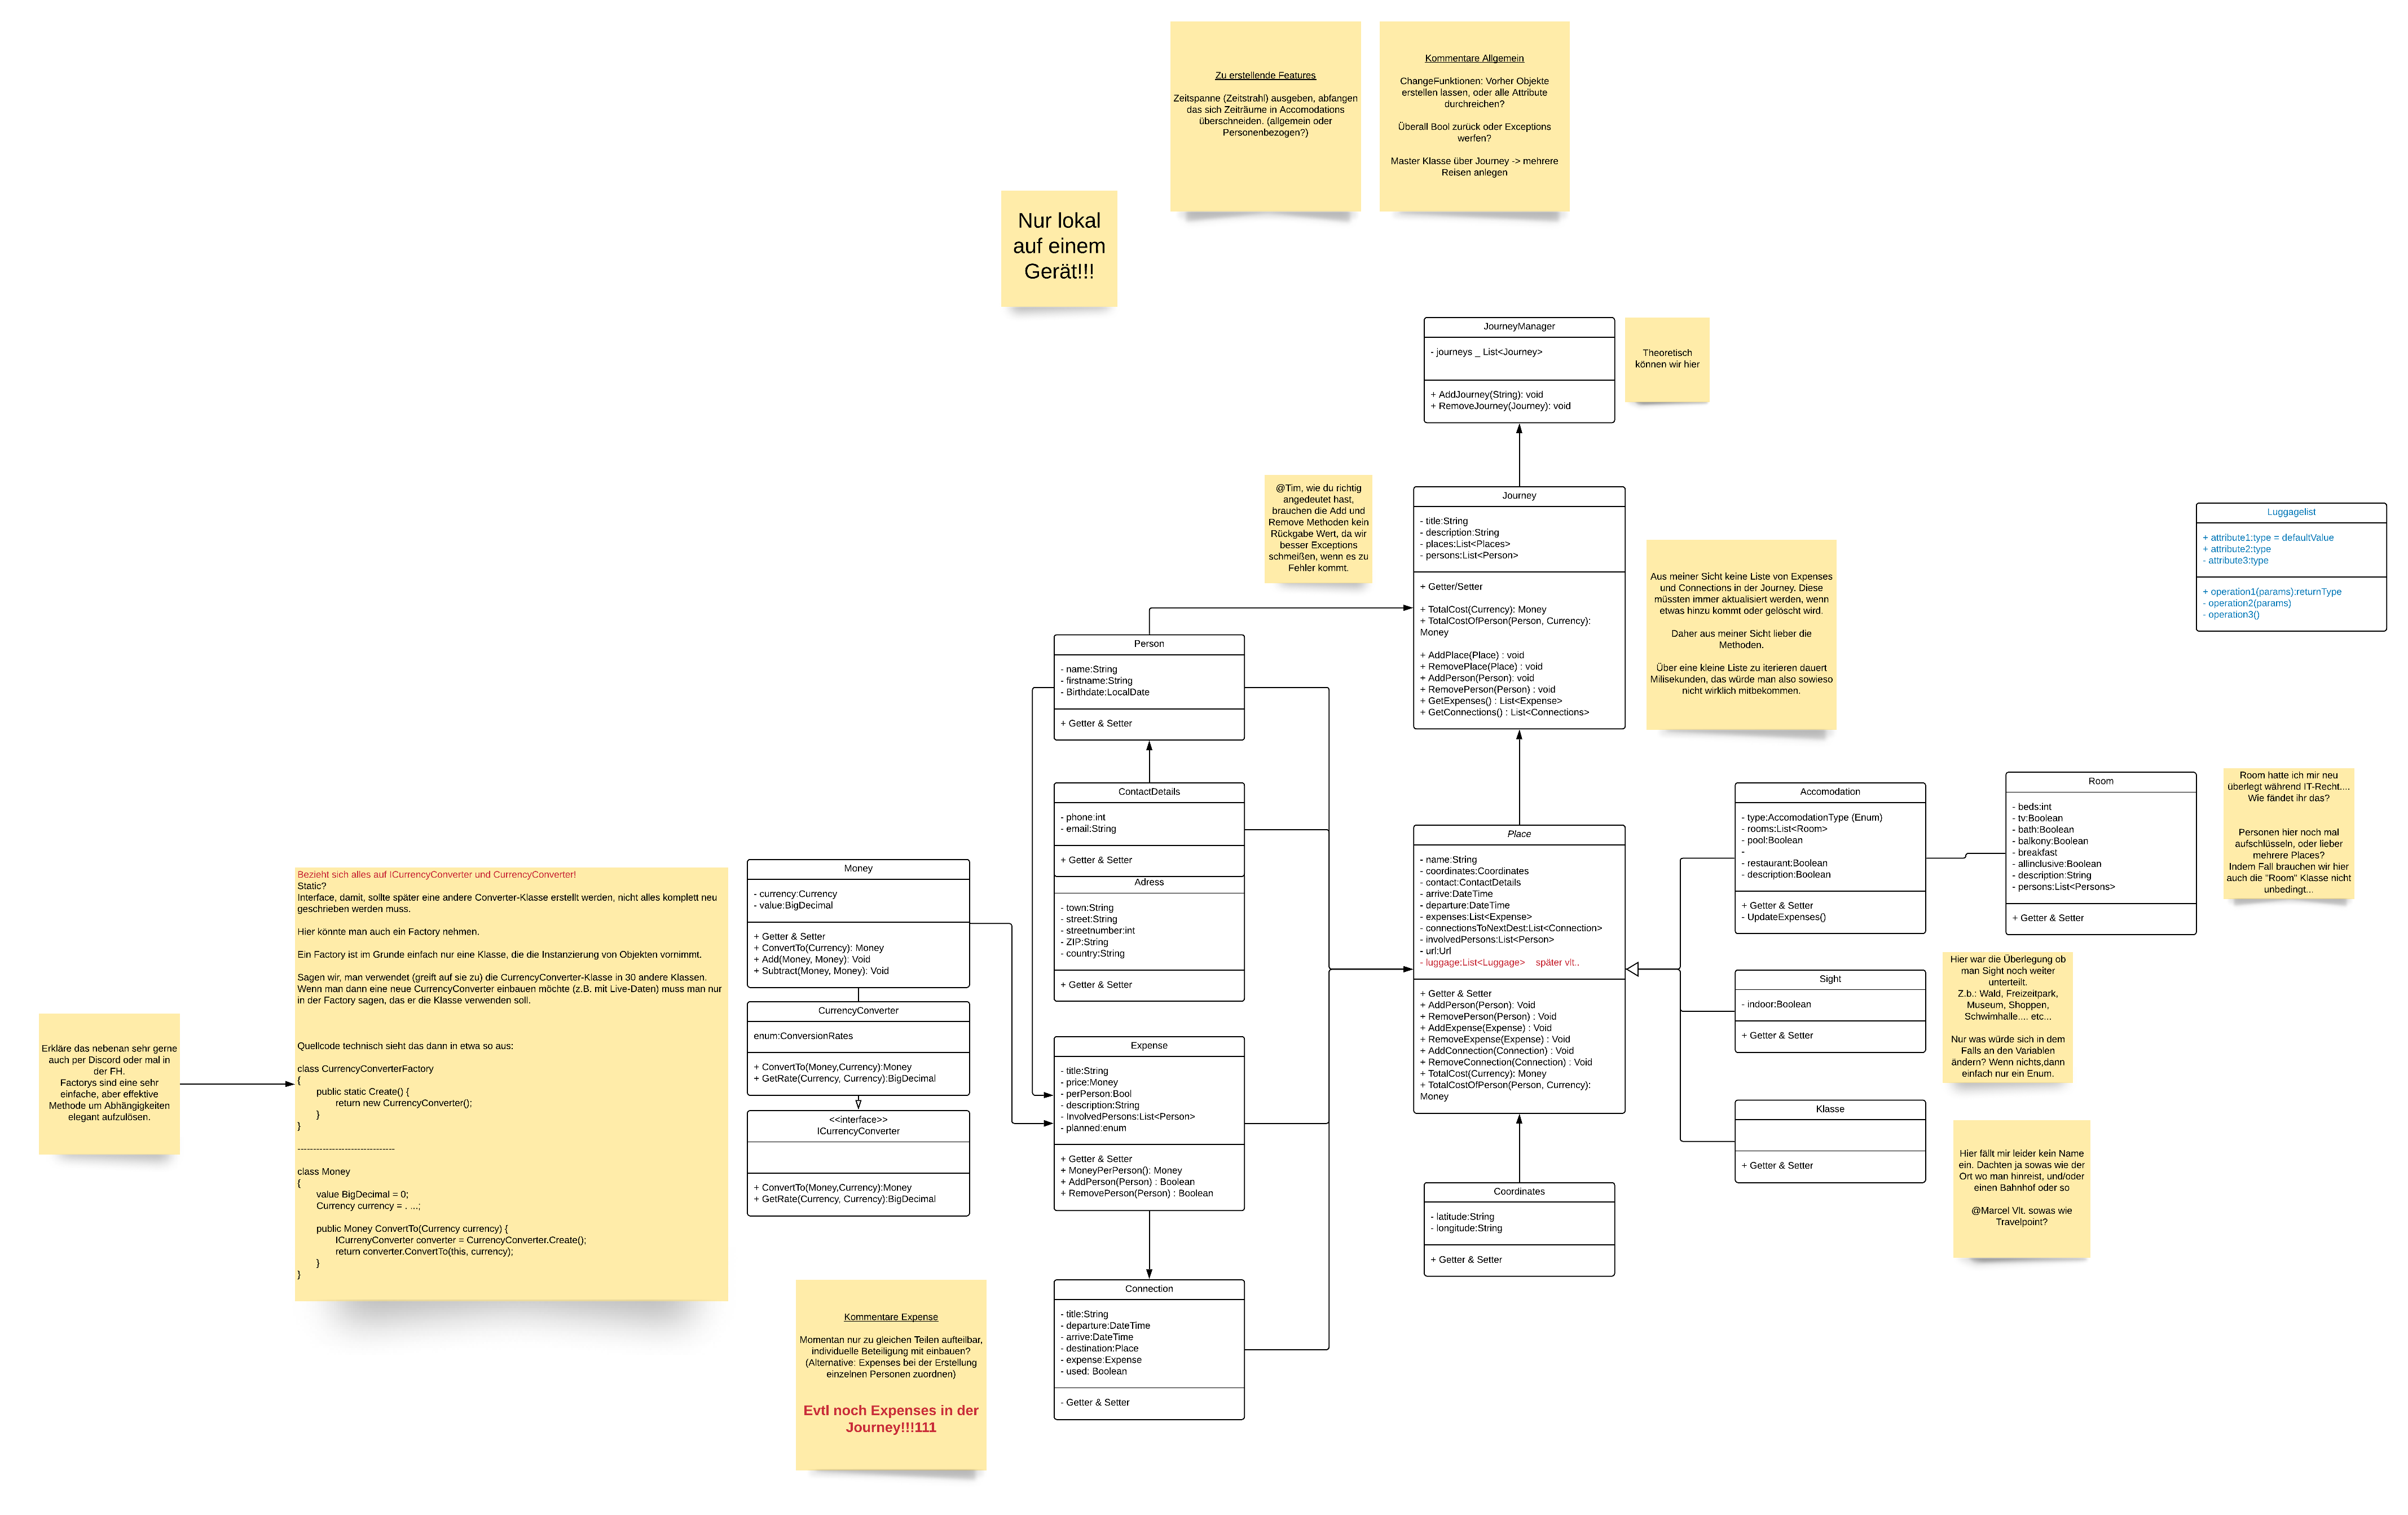 Zu erstellende Features
Zeitspanne (Zeitstrahl) ausgeben, abfangen
das sich Zeiträume in Accomodations
überschneiden. (allgemein oder
Personenbezogen?)
Kommentare Allgemein
ChangeFunktionen: Vorher Objekte
erstellen lassen, oder alle Attribute
durchreichen?
Überall Bool zurück oder Exceptions
werfen?
Master Klasse über Journey -> mehrere
Reisen anlegen
Nur lokal
auf einem
Gerät!!!
JourneyManager
- journeys _ List<Journey>
+ AddJourney(String): void
+ RemoveJourney(Journey): void
Theoretisch
können wir hier
@Tim, wie du richtig
angedeutet hast,
brauchen die Add und
Remove Methoden kein
Rückgabe Wert, da wir
besser Exceptions
schmeißen, wenn es zu
Fehler kommt.
Journey
- title:String
- description:String
- places:List<Places>
- persons:List<Person>
+ Getter/Setter
+ TotalCost(Currency): Money
+ TotalCostOfPerson(Person, Currency):
Money
+ AddPlace(Place) : void
+ RemovePlace(Place) : void
+ AddPerson(Person): void
+ RemovePerson(Person) : void
+ GetExpenses() : List<Expense>
+ GetConnections() : List<Connections>
Aus meiner Sicht keine Liste von Expenses
und Connections in der Journey. Diese
müssten immer aktualisiert werden, wenn
etwas hinzu kommt oder gelöscht wird.
Daher aus meiner Sicht lieber die
Methoden.
Über eine kleine Liste zu iterieren dauert
Milisekunden, das würde man also sowieso
nicht wirklich mitbekommen.
Luggagelist
+ attribute1:type = defaultValue
+ attribute2:type
- attribute3:type
+ operation1(params):returnType
- operation2(params)
- operation3()
Person
- name:String
- firstname:String
- Birthdate:LocalDate
+ Getter & Setter
ContactDetails
- phone:int
- email:String
+ Getter & Setter
Adress
- town:String
- street:String
- streetnumber:int
- ZIP:String
- country:String
+ Getter & Setter
Place
- name:String
- coordinates:Coordinates
- contact:ContactDetails
- arrive:DateTime
- departure:DateTime
- expenses:List<Expense>
- connectionsToNextDest:List<Connection>
- involvedPersons:List<Person>
- url:Url
- luggage:List<Luggage> später vlt..
+ Getter & Setter
+ AddPerson(Person): Void
+ RemovePerson(Person) : Void
+ AddExpense(Expense) : Void
+ RemoveExpense(Expense) : Void
+ AddConnection(Connection) : Void
+ RemoveConnection(Connection) : Void
+ TotalCost(Currency): Money
+ TotalCostOfPerson(Person, Currency):
Money
Accomodation
- type:AccomodationType (Enum)
- rooms:List<Room>
- pool:Boolean
-
- restaurant:Boolean
- description:Boolean
+ Getter & Setter
- UpdateExpenses()
Room
- beds:int
- tv:Boolean
- bath:Boolean
- balkony:Boolean
- breakfast
- allinclusive:Boolean
- description:String
- persons:List<Persons>
+ Getter & Setter
Room hatte ich mir neu
überlegt während IT-Recht....
Wie fändet ihr das?
Personen hier noch mal
aufschlüsseln, oder lieber
mehrere Places?
Indem Fall brauchen wir hier
auch die "Room" Klasse nicht
unbedingt...
Sight
- indoor:Boolean
+ Getter & Setter
Hier war die Überlegung ob
man Sight noch weiter
unterteilt.
Z.b.: Wald, Freizeitpark,
Museum, Shoppen,
Schwimhalle.... etc...
Nur was würde sich in dem
Falls an den Variablen
ändern? Wenn nichts,dann
einfach nur ein Enum.
Klasse
+ Getter & Setter
Hier fällt mir leider kein Name
ein. Dachten ja sowas wie der
Ort wo man hinreist, und/oder
einen Bahnhof oder so
@Marcel Vlt. sowas wie
Travelpoint?
Erkläre das nebenan sehr gerne
auch per Discord oder mal in
der FH.
Factorys sind eine sehr
einfache, aber effektive
Methode um Abhängigkeiten
elegant aufzulösen.
Bezieht sich alles auf ICurrencyConverter und CurrencyConverter!
Static?
Interface, damit, sollte später eine andere Converter-Klasse erstellt werden, nicht alles komplett neu
geschrieben werden muss.
Hier könnte man auch ein Factory nehmen.
Ein Factory ist im Grunde einfach nur eine Klasse, die die Instanzierung von Objekten vornimmt.
Sagen wir, man verwendet (greift auf sie zu) die CurrencyConverter-Klasse in 30 andere Klassen.
Wenn man dann eine neue CurrencyConverter einbauen möchte (z.B. mit Live-Daten) muss man nur
in der Factory sagen, das er die Klasse verwenden soll.
Quellcode technisch sieht das dann in etwa so aus:
class CurrencyConverterFactory
{
public static Create() {
return new CurrencyConverter();
}
}
-------------------------------
class Money
{
value BigDecimal = 0;
Currency currency = . ...;
public Money ConvertTo(Currency currency) {
ICurrenyConverter converter = CurrencyConverter.Create();
return converter.ConvertTo(this, currency);
}
}
Money
- currency:Currency
- value:BigDecimal
+ Getter & Setter
+ ConvertTo(Currency): Money
+ Add(Money, Money): Void
+ Subtract(Money, Money): Void
CurrencyConverter
enum:ConversionRates
+ ConvertTo(Money,Currency):Money
+ GetRate(Currency, Currency):BigDecimal
<<interface>>
ICurrencyConverter
+ ConvertTo(Money,Currency):Money
+ GetRate(Currency, Currency):BigDecimal
Expense
- title:String
- price:Money
- perPerson:Bool
- description:String
- InvolvedPersons:List<Person>
- planned:enum
+ Getter & Setter
+ MoneyPerPerson(): Money
+ AddPerson(Person) : Boolean
+ RemovePerson(Person) : Boolean
Coordinates
- latitude:String
- longitude:String
+ Getter & Setter
Connection
- title:String
- departure:DateTime
- arrive:DateTime
- destination:Place
- expense:Expense
- used: Boolean
- Getter & Setter
Kommentare Expense
Momentan nur zu gleichen Teilen aufteilbar,
individuelle Beteiligung mit einbauen?
(Alternative: Expenses bei der Erstellung
einzelnen Personen zuordnen)
Evtl noch Expenses in der
Journey!!!111